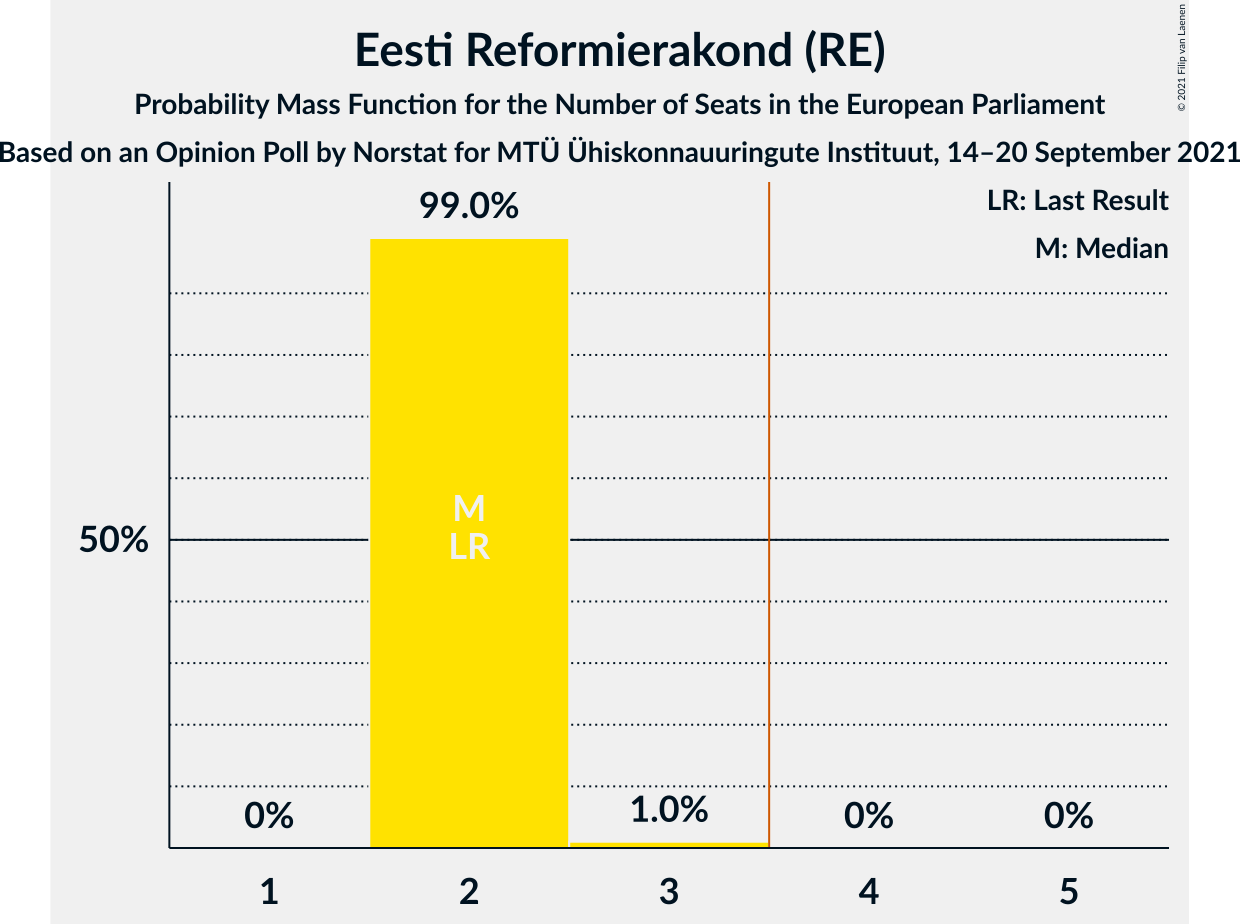 Eesti Reformierakond (RE)
Probability Mass Function for the Number of Seats in the European Parliament
Based on an Opinion Poll by Norstat for MTÜ Ühiskonnauuringute Instituut, 14–20 September 2021
© 2021 Filip van Laenen
LR: Last Result
M: Median
99.0%
M
LR
50%
0%
1.0%
0%
0%
1
2
3
4
5